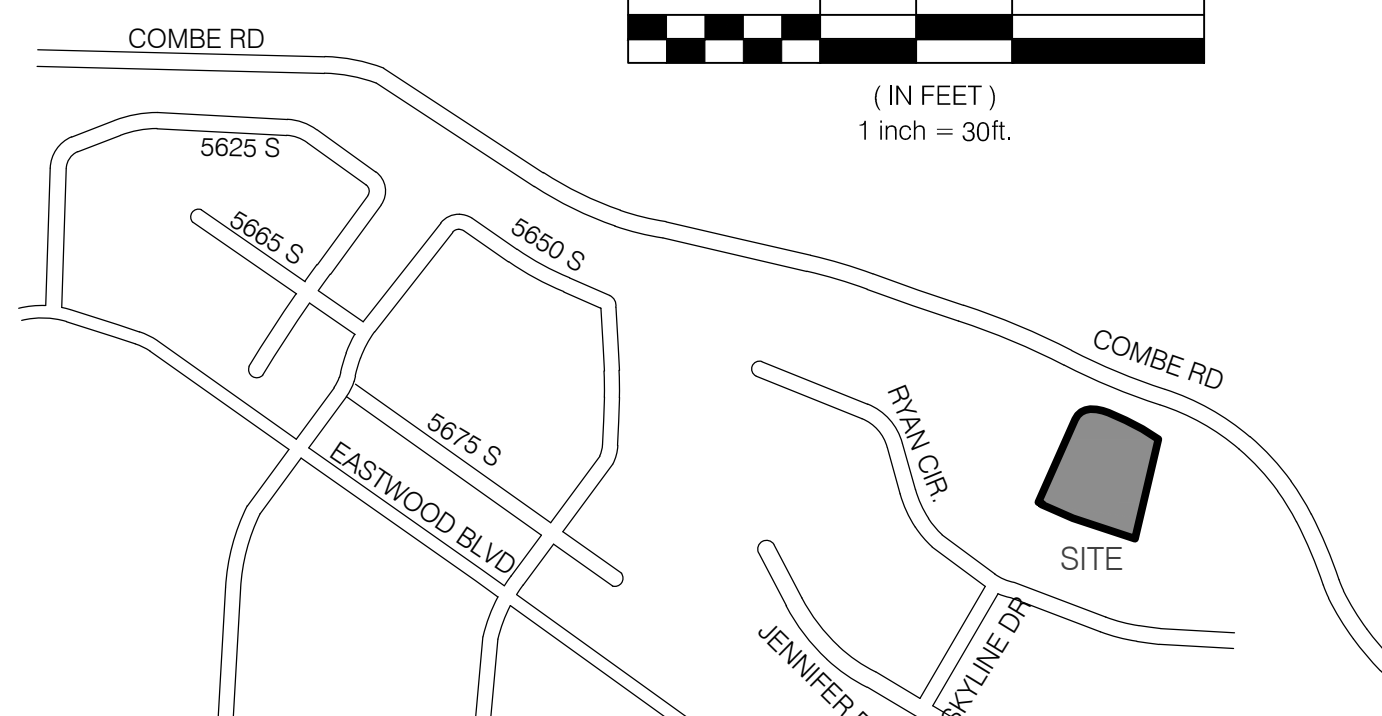 COMBE RD
( IN FEET )
1 inch = 30ft.
5625 S
5665 S
5650 S
COMBE RD
RYAN CIR.
5675 S
EASTWOOD BLVD
SITE
SKYLINE DR
JENNIFER